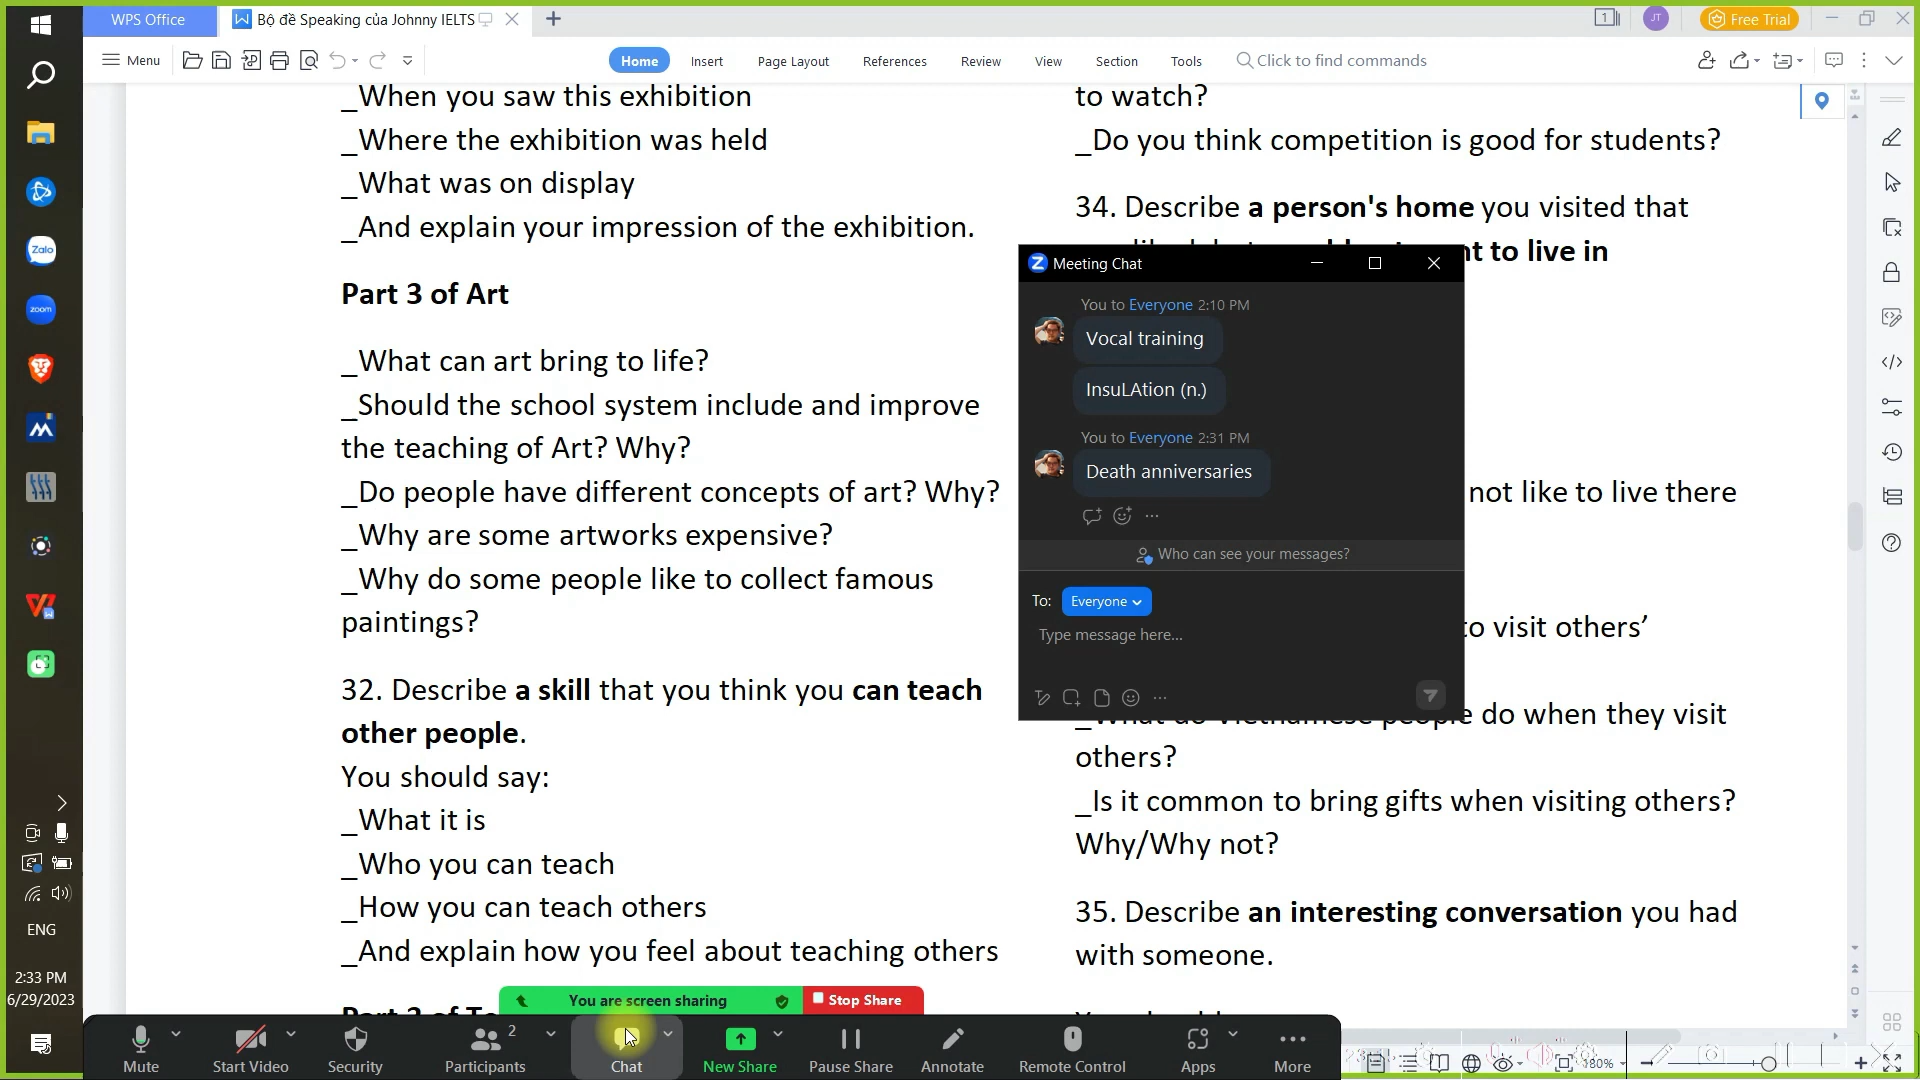 WPS Office
Bộ đề Speaking của Johnny IELTS
1
JT
Free Trial
Menu
Home
Insert
Page Layout
References
Review
View
Section
Tools
Click to find commands
_When you saw this exhibition
_Where the exhibition was held
_What was on display
_And explain your impression of the exhibition.
Part 3 of Art
_What can art bring to life?
_Should the school system include and improve
the teaching of Art? Why?
_Do people have different concepts of art? Why?
_Why are some artworks expensive?
_Why do some people like to collect famous
paintings?
32. Describe a skill that you think you can teach
other people.
You should say:
_What it is
_Who you can teach
_How you can teach others
_And explain how you feel about teaching others
to watch?
_Do you think competition is good for students?
34. Describe a person's home you visited that
nt to live in
not like to live there
to visit others’
_What do Vietnamese people do when they visit
others?
_Is it common to bring gifts when visiting others?
Why/Why not?
35. Describe an interesting conversation you had
with someone.
Meeting Chat
You to Everyone 2:10 PM
Vocal training
InsuLAtion (n.)
You to Everyone 2:31 PM
Death anniversaries
Who can see your messages?
To:
Everyone
Type message here...
Zalo
zoom
ENG
2:33 PM
6/29/2023
You are screen sharing
Stop Share
Mute
Start Video
Security
Participants
2
Chat
New Share
Pause Share
Annotate
Remote Control
Apps
More
180%